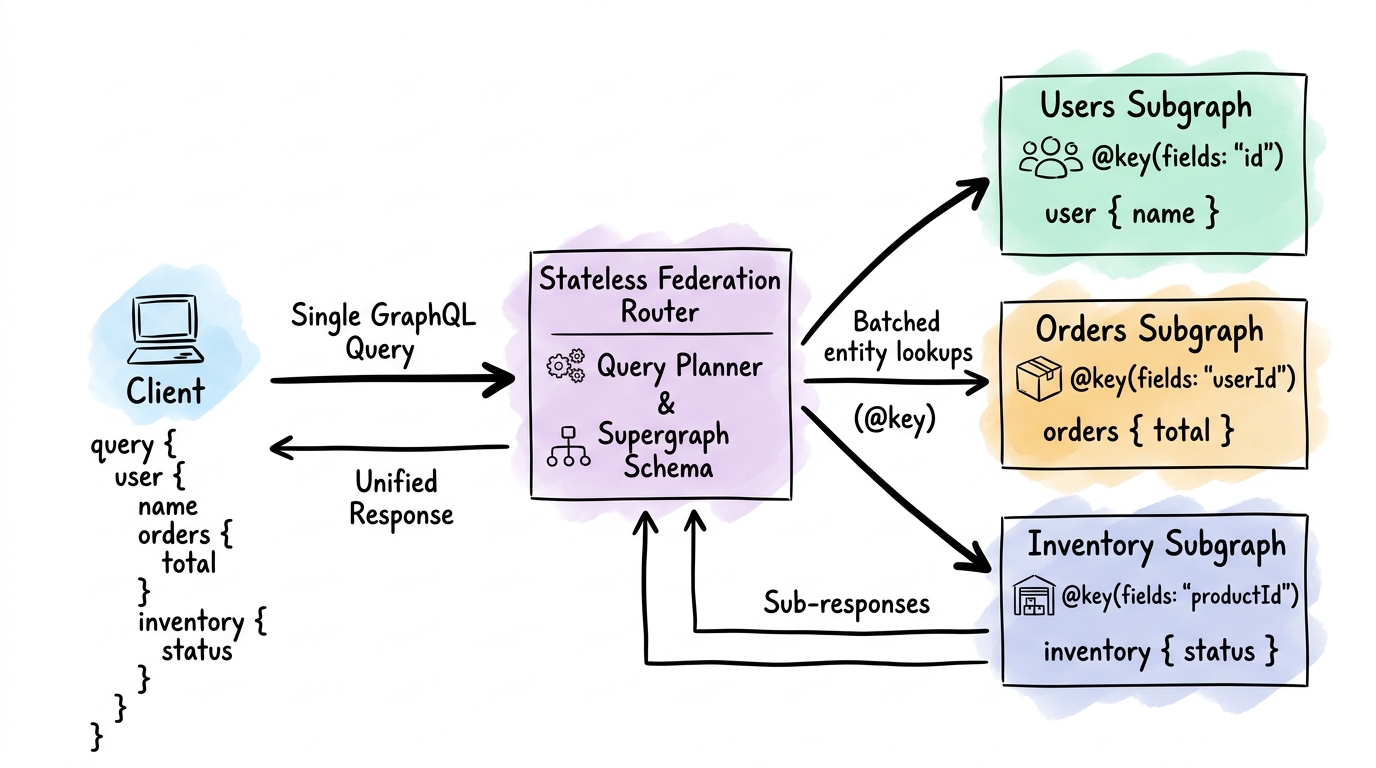 Client
query {
user {
name
orders {
total
}
inventory {
status
}
}
}
Single GraphQL
Query
Unified
Response
Stateless Federation
Router
Query Planner
&
Supergraph
Schema
Batched
entity lookups
(@key)
Sub-responses
Users Subgraph
@key(fields: “id”)
user { name }
Orders Subgraph
@key(fields: “userId”)
orders { total }
Inventory Subgraph
@key(fields: “productId”)
inventory { status }